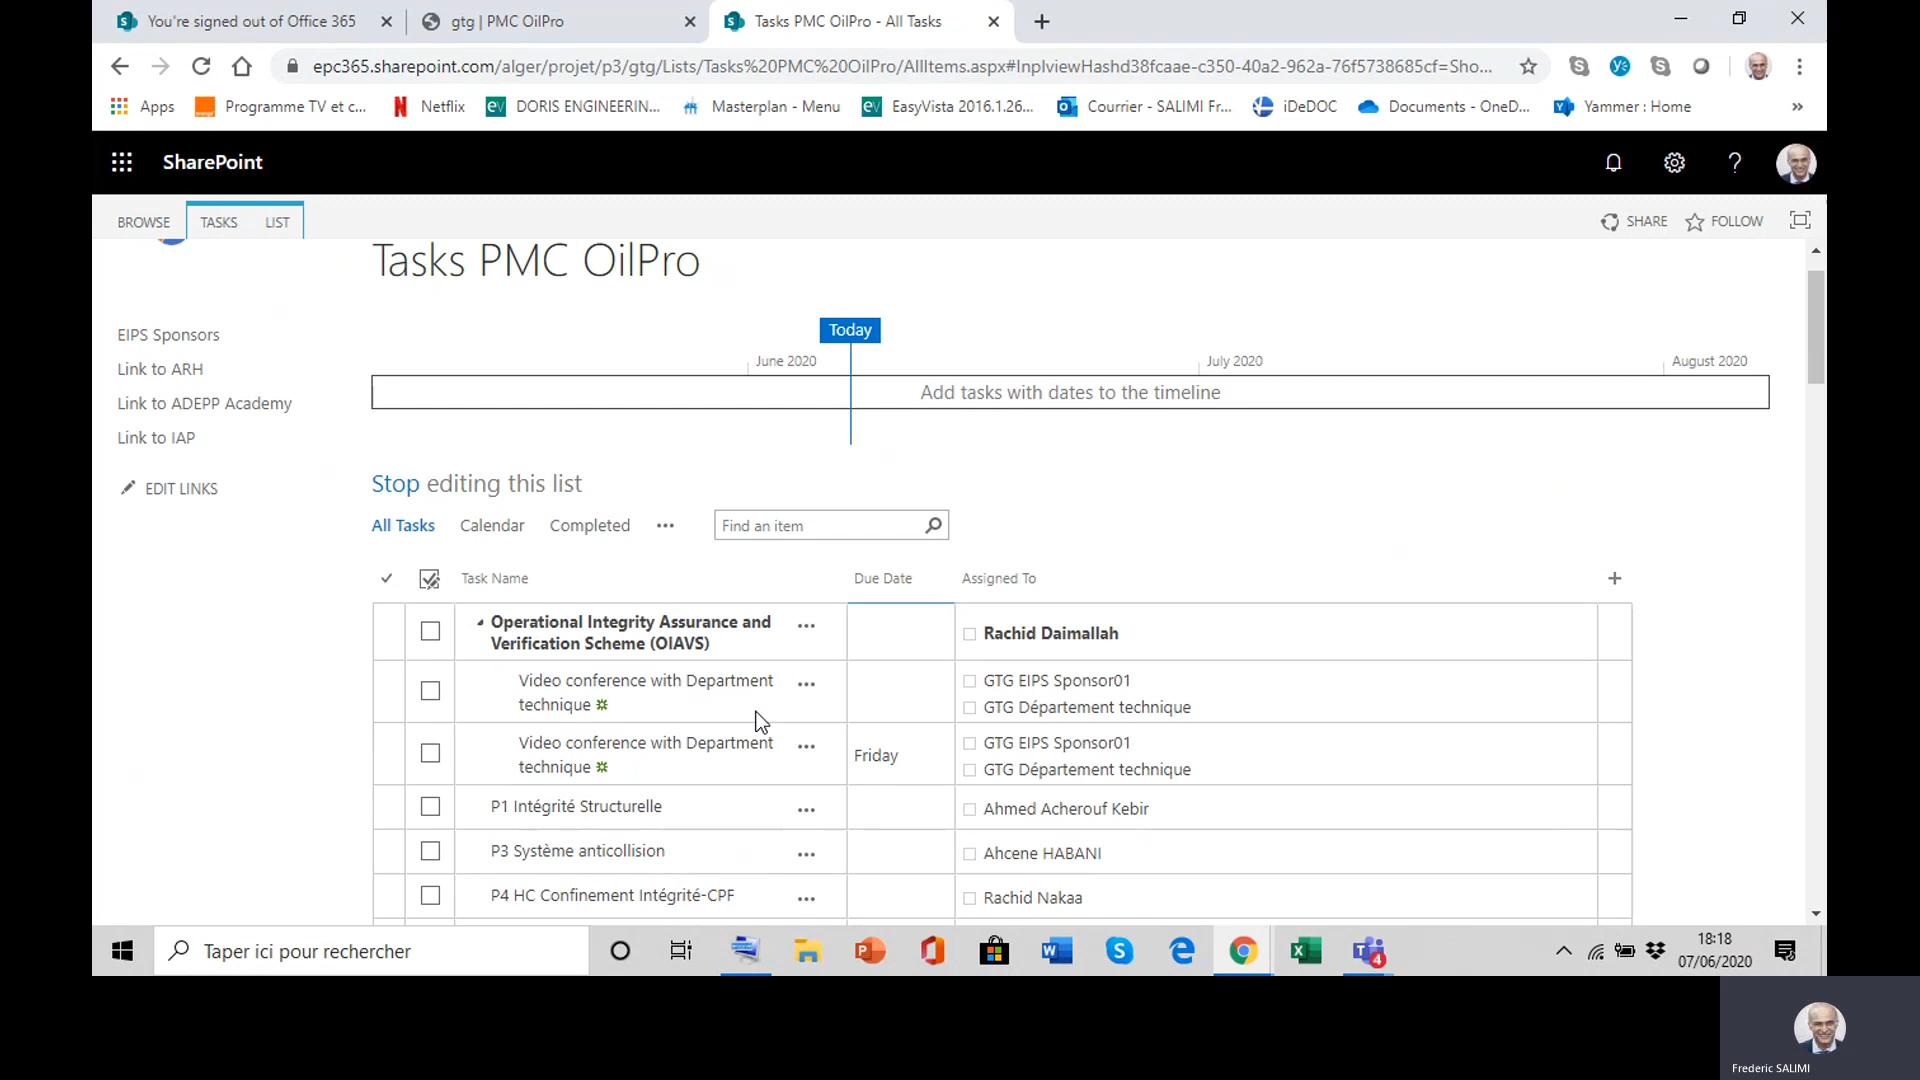 You're signed out of Office 365
gtg | PMC OilPro
Tasks PMC OilPro - All Tasks
epc365.sharepoint.com/alger/projet/p3/gtg/Lists/Tasks%20PMC%20OilPro/AllItems.aspx#InplviewHashd38fcaae-c350-40a2-962a-76f5738685cf=Sho...
Apps
Programme TV et c...
Netflix
DORIS ENGINEERIN...
Masterplan - Menu
EasyVista 2016.1.26...
Courrier - SALIMI Fr...
iDeDOC
Documents - OneD...
Yammer : Home
SharePoint
BROWSE
TASKS
LIST
SHARE
FOLLOW
Tasks PMC OilPro
EIPS Sponsors
Link to ARH
Link to ADEPP Academy
Link to IAP
EDIT LINKS
Today
June 2020
July 2020
August 2020
Add tasks with dates to the timeline
Stop editing this list
All Tasks
Calendar
Completed
Find an item
Task Name
Due Date
Assigned To
Operational Integrity Assurance and
Verification Scheme (OIAVS)
Rachid Daimallah
Video conference with Department
technique
GTG EIPS Sponsor01
GTG Département technique
Video conference with Department
technique
Friday
GTG EIPS Sponsor01
GTG Département technique
P1 Intégrité Structurelle
Ahmed Acherouf Kebir
P3 Système anticollision
Ahcene HABANI
P4 HC Confinement Intégrité-CPF
Rachid Nakaa
Taper ici pour rechercher
4
18:18
07/06/2020
Frederic SALIMI